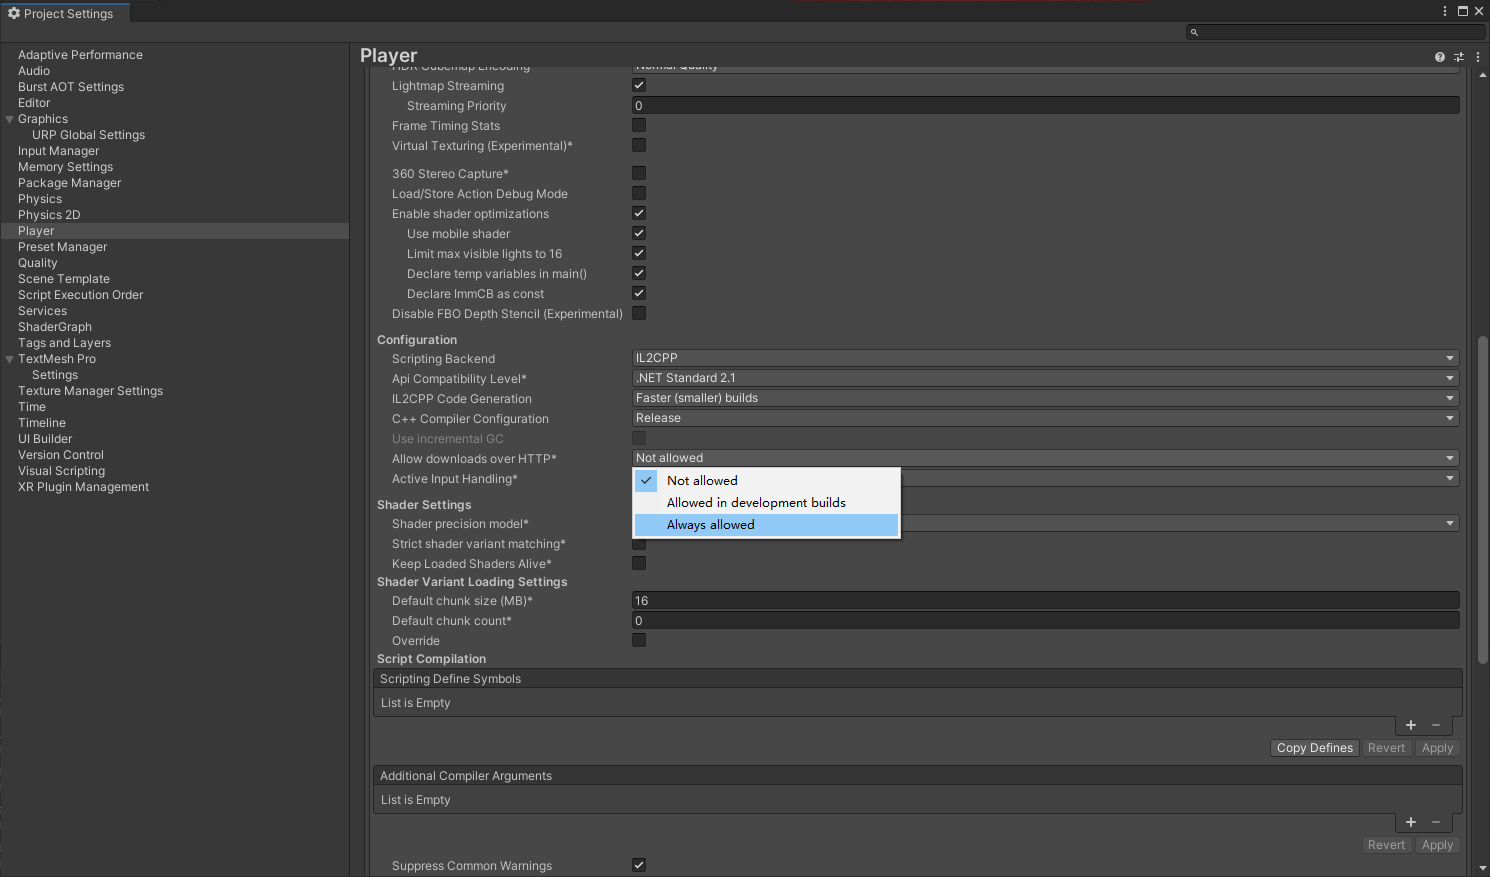 Project Settings
Adaptive Performance
Audio
Burst AOT Settings
Editor
Graphics
URP Global Settings
Input Manager
Memory Settings
Package Manager
Physics
Physics 2D
Player
Preset Manager
Quality
Scene Template
Script Execution Order
Services
ShaderGraph
Tags and Layers
TextMesh Pro
Settings
Texture Manager Settings
Time
Timeline
UI Builder
Version Control
Visual Scripting
XR Plugin Management
Player
HDR Cubemap Encoding Normal Quality
Lightmap Streaming
Streaming Priority 0
Frame Timing Stats
Virtual Texturing (Experimental)*
360 Stereo Capture*
Load/Store Action Debug Mode
Enable shader optimizations
Use mobile shader
Limit max visible lights to 16
Declare temp variables in main()
Declare ImmCB as const
Disable FBO Depth Stencil (Experimental)
Configuration
Scripting Backend IL2CPP
Api Compatibility Level* .NET Standard 2.1
IL2CPP Code Generation Faster (smaller) builds
C++ Compiler Configuration Release
Use incremental GC
Allow downloads over HTTP* Not allowed
Not allowed
Allowed in development builds
Always allowed
Active Input Handling*
Shader Settings
Shader precision model*
Strict shader variant matching*
Keep Loaded Shaders Alive*
Shader Variant Loading Settings
Default chunk size (MB)* 16
Default chunk count* 0
Override
Script Compilation
Scripting Define Symbols
List is Empty
+ −
Copy Defines Revert Apply
Additional Compiler Arguments
List is Empty
+ −
Revert Apply
Suppress Common Warnings